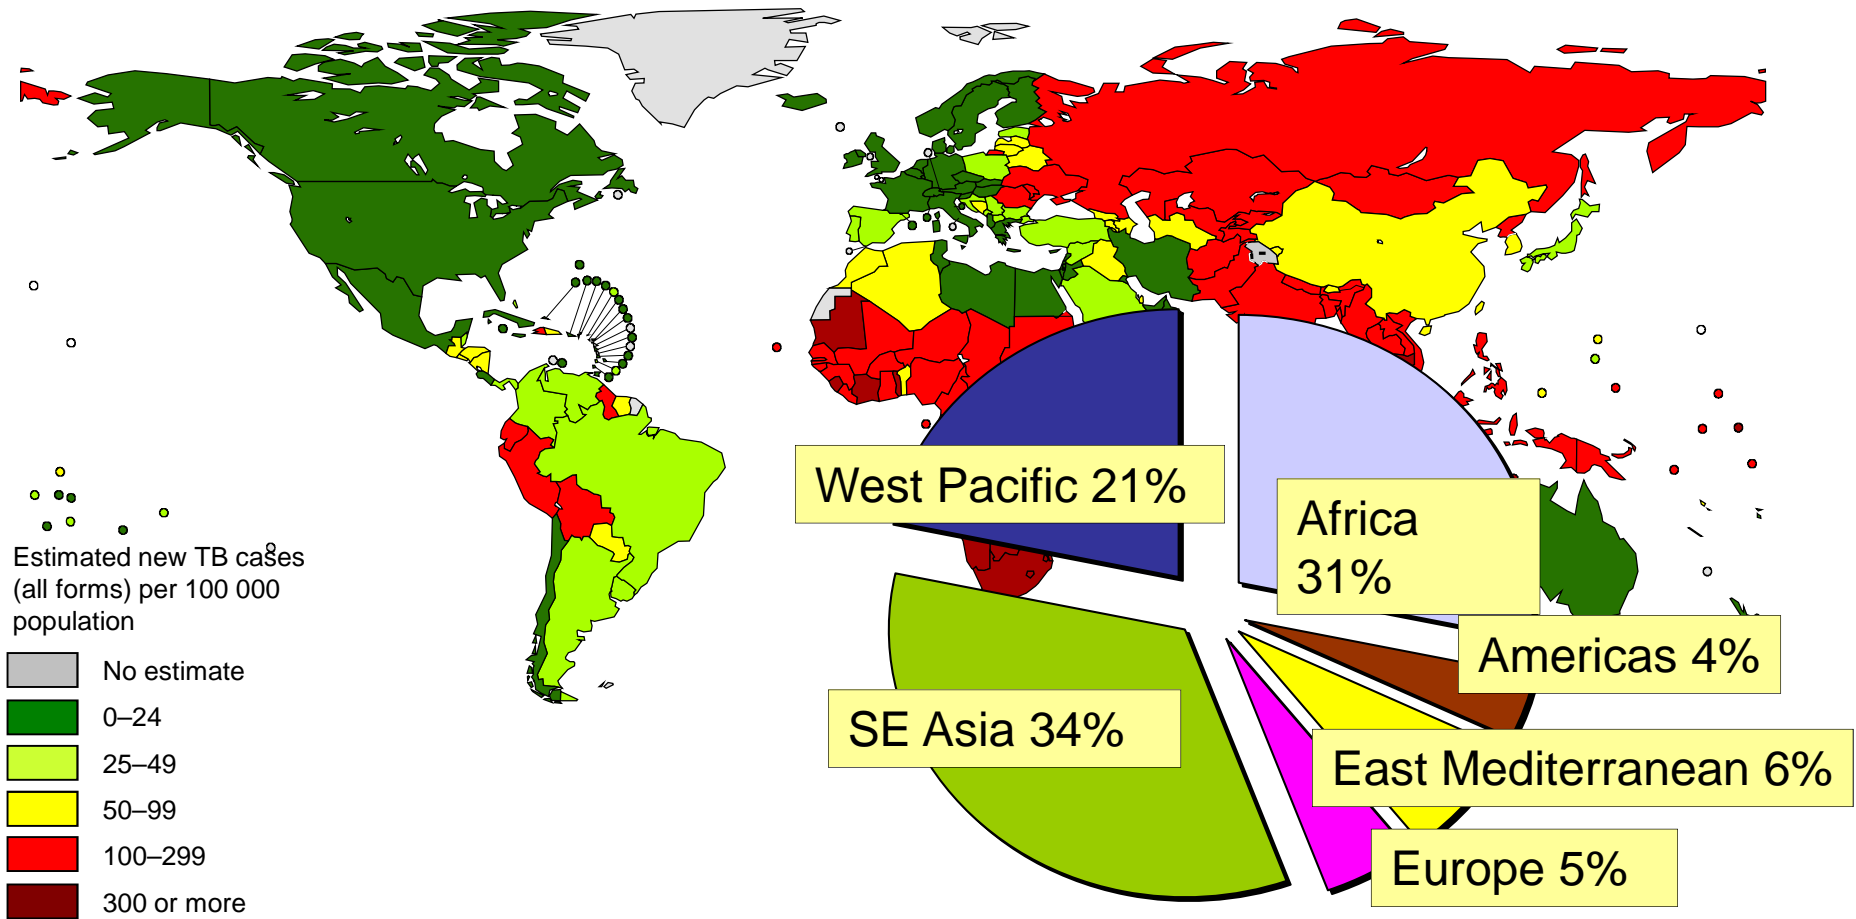 West Pacific 21%
Africa
31%
Americas 4%
SE Asia 34%
East Mediterranean 6%
Europe 5%
Estimated new TB cases
(all forms) per 100 000
population
No estimate
0–24
25–49
50–99
100–299
300 or more